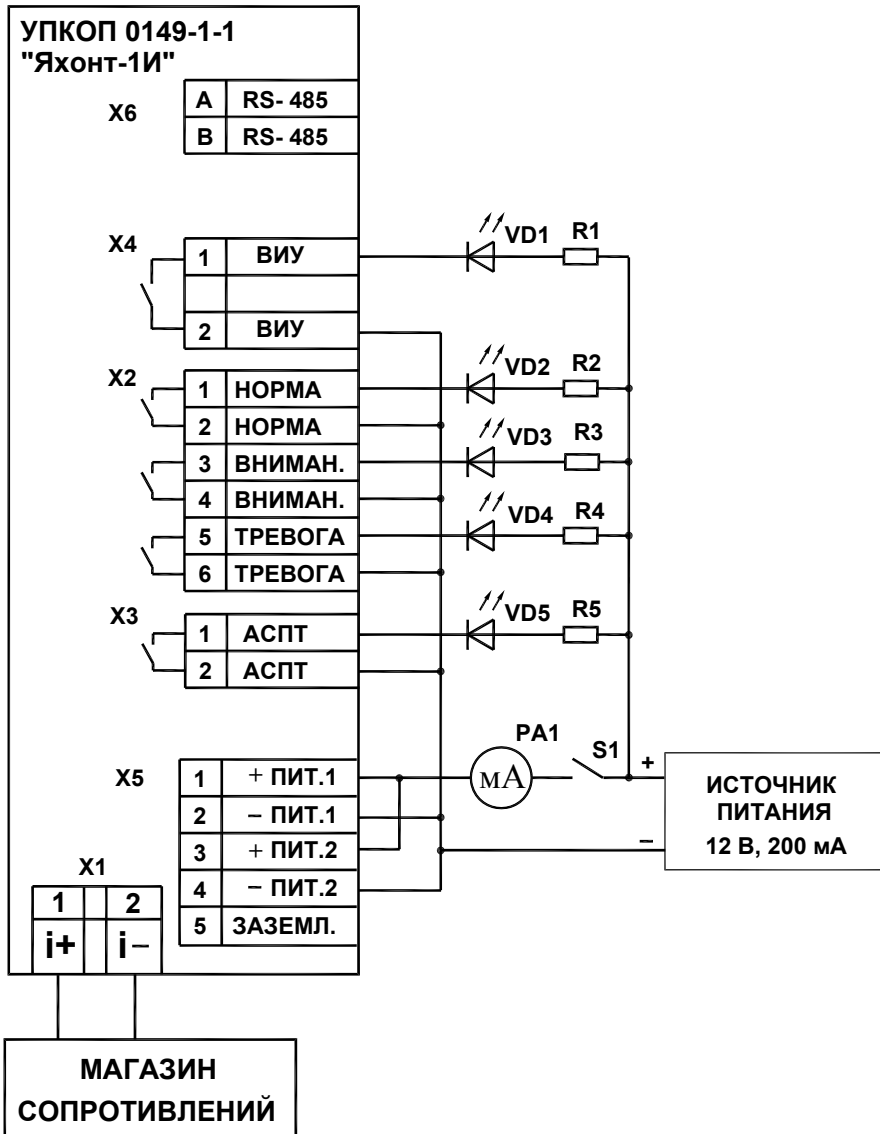 УПКОП 0149-1-1
"Яхонт-1И"
X6
A RS- 485
B RS- 485
X4
1 ВИУ
2 ВИУ
VD1 R1
X2
1 НОРМА
2 НОРМА
3 ВНИМАН.
4 ВНИМАН.
5 ТРЕВОГА
6 ТРЕВОГА
VD2 R2
VD3 R3
VD4 R4
X3
1 АСПТ
2 АСПТ
VD5 R5
X5
1 + ПИТ.1
2 – ПИТ.1
3 + ПИТ.2
4 – ПИТ.2
5 ЗАЗЕМЛ.
PA1
мА
S1
+
–
ИСТОЧНИК
ПИТАНИЯ
12 В, 200 мА
X1
1 2
i+ i–
МАГАЗИН
СОПРОТИВЛЕНИЙ